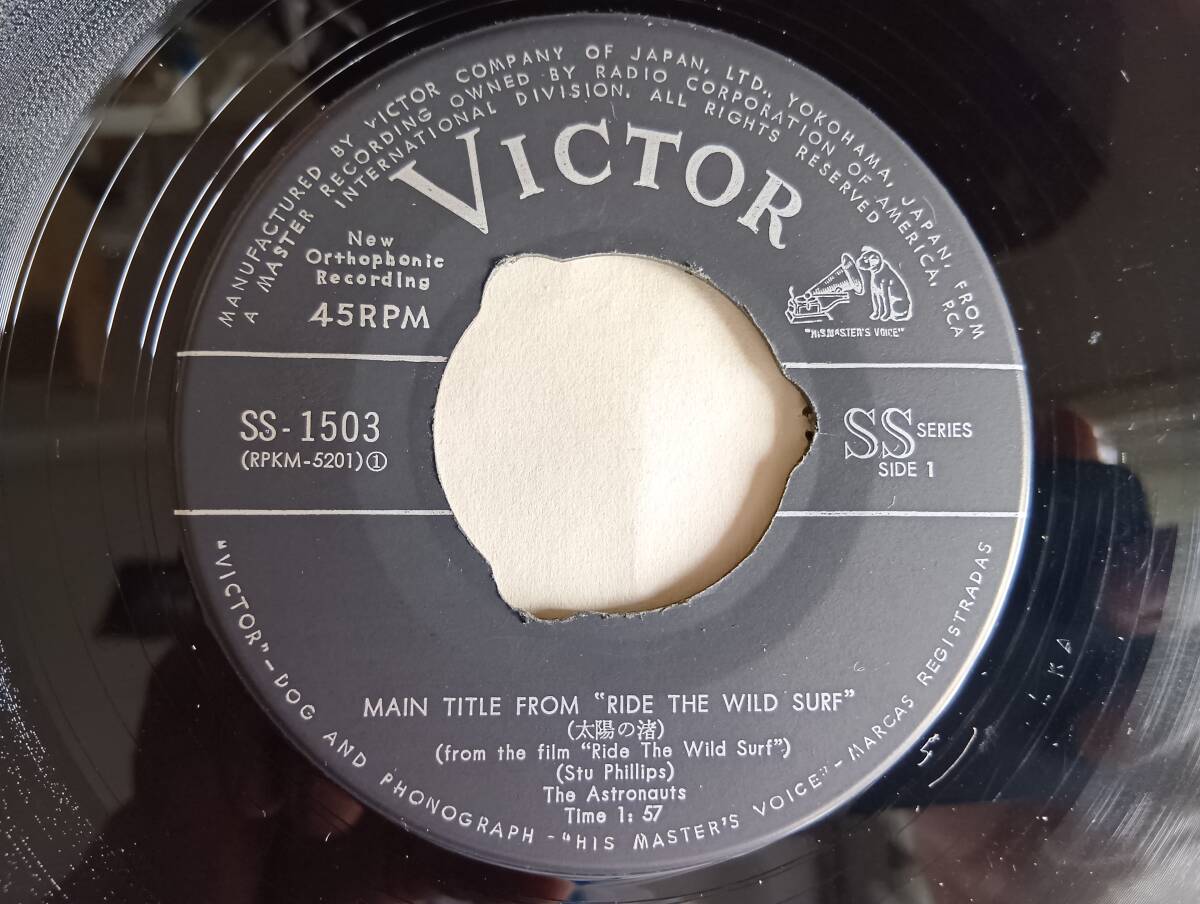 MANUFACTURED BY VICTOR COMPANY OF JAPAN, LTD., YOKOHAMA, JAPAN, FROM
A MASTER RECORDING OWNED BY RADIO CORPORATION OF AMERICA, RCA
INTERNATIONAL DIVISION. ALL RIGHTS RESERVED
VICTOR
New
Orthophonic
Recording
45RPM
"HIS MASTER'S VOICE"
SS-1503
(RPKM-5201)①
SS SERIES
SIDE 1
MAIN TITLE FROM "RIDE THE WILD SURF"
(太陽の渚)
(from the film "Ride The Wild Surf")
(Stu Phillips)
The Astronauts
Time 1: 57
"VICTOR"-DOG AND PHONOGRAPH-"HIS MASTER'S VOICE"-MARCAS REGISTRADAS